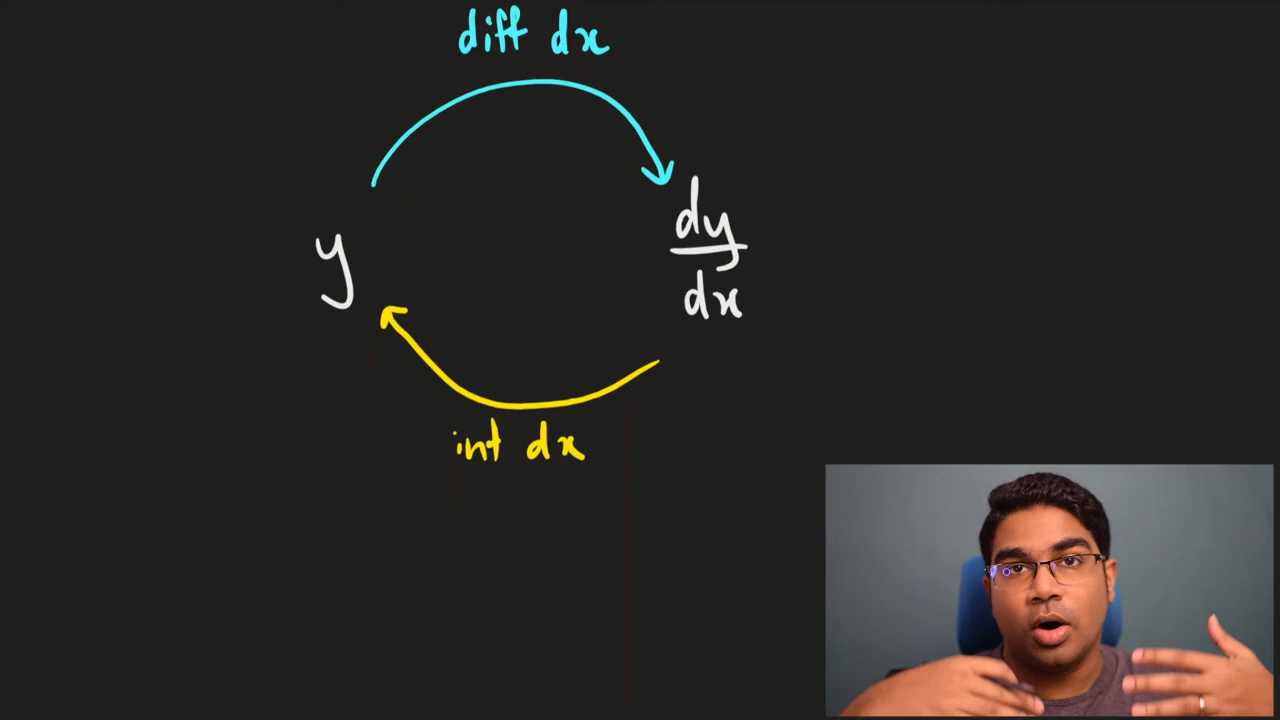 diff dx
y
dy
dx
int dx